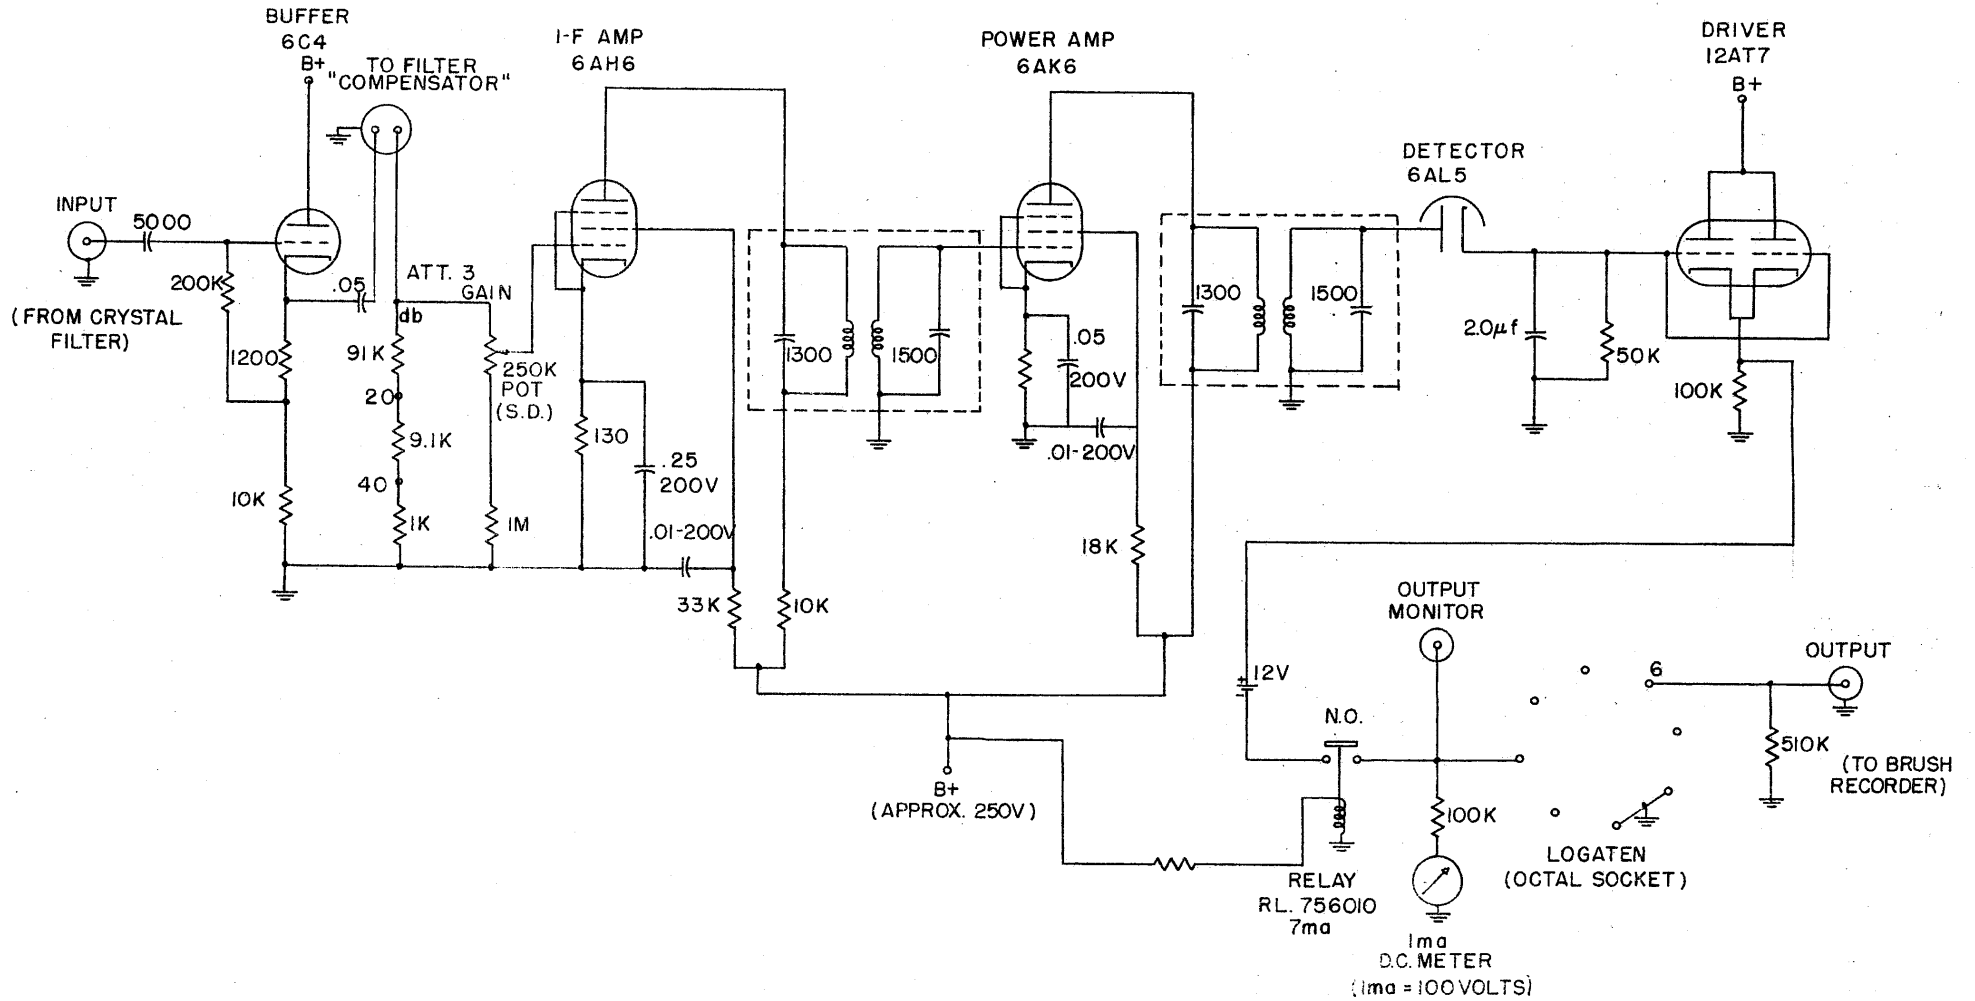 BUFFER
6C4
B+
TO FILTER
"COMPENSATOR"
I-F AMP
6AH6
POWER AMP
6AK6
DRIVER
12AT7
B+
DETECTOR
6AL5
INPUT
5000
200K
(FROM CRYSTAL
FILTER)
.05
ATT. 3
GAIN
db
1200
91K
250K
POT
(S.D.)
20
9.1K
40
10K
1K
1M
130
.25
200V
.01-200V
33K
10K
1300
1500
.05
200V
.01-200V
18K
1300
1500
2.0µf
50K
100K
B+
(APPROX. 250V)
12V
+
-
N.O.
OUTPUT
MONITOR
6
OUTPUT
510K
(TO BRUSH
RECORDER)
100K
LOGATEN
(OCTAL SOCKET)
RELAY
RL. 756010
7ma
1ma
D.C. METER
(1ma = 100 VOLTS)